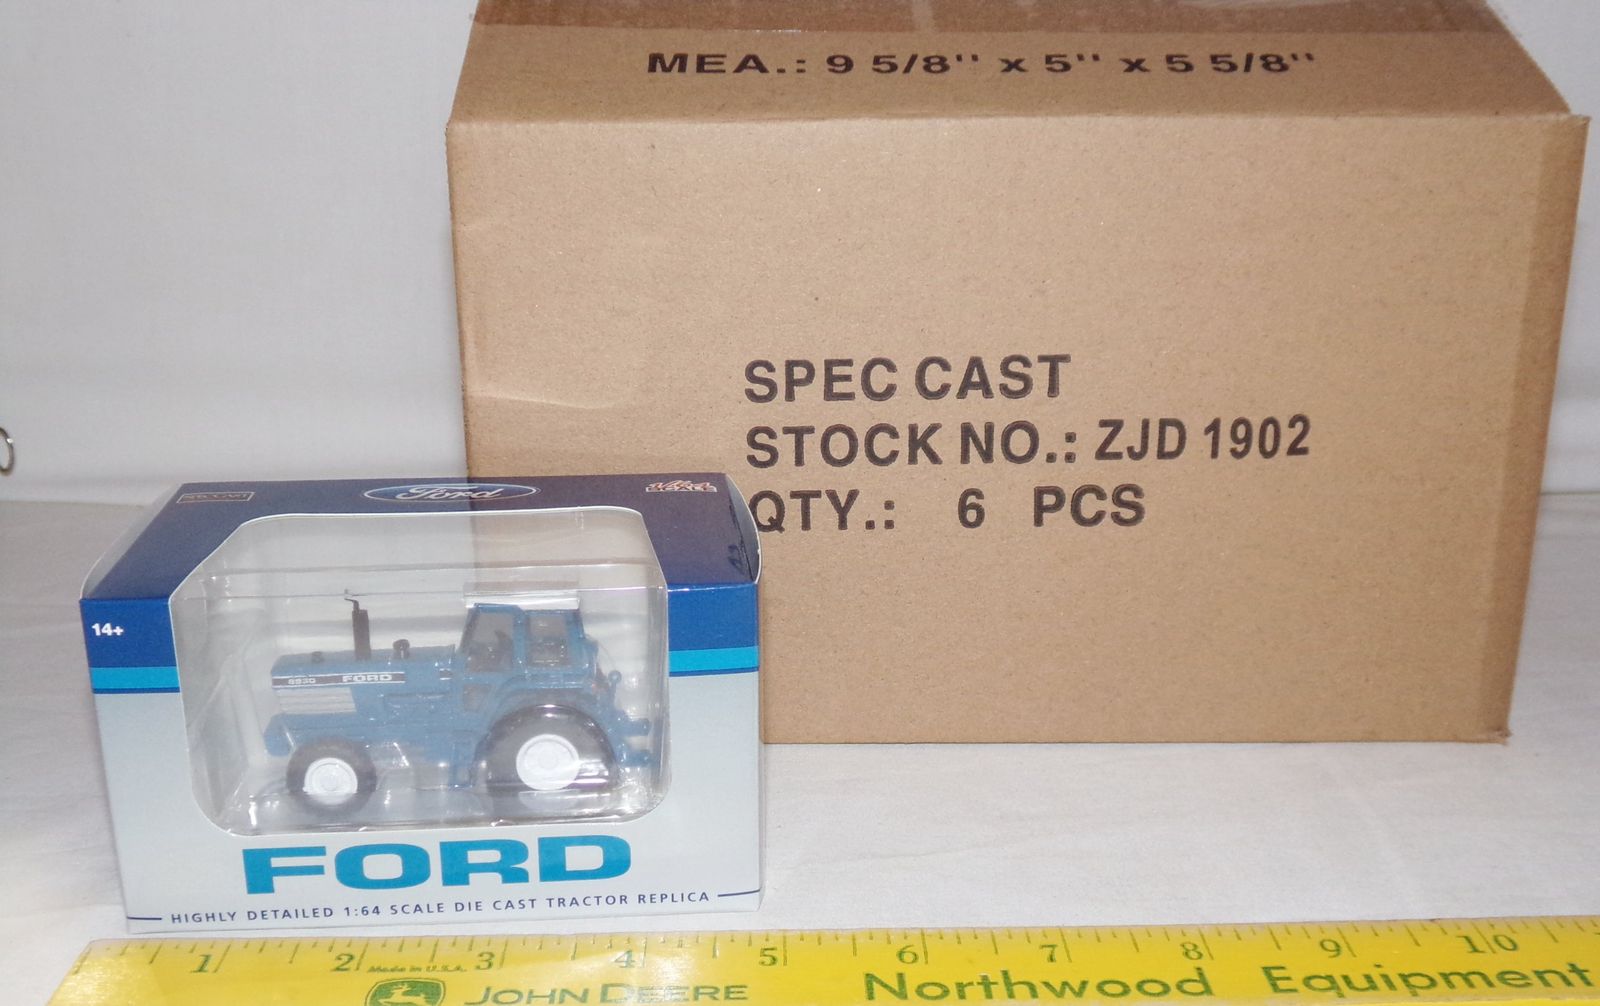 MEA.: 9 5/8" x 5" x 5 5/8"
SPEC CAST
STOCK NO.: ZJD 1902
QTY.: 6 PCS
Ford
SCALE
14+
8830 FORD
FORD
HIGHLY DETAILED 1:64 SCALE DIE CAST TRACTOR REPLICA
1 2 3 4 5 6 7 8 9 10
Made in U.S.A.
JOHN DEERE Northwood Equipment